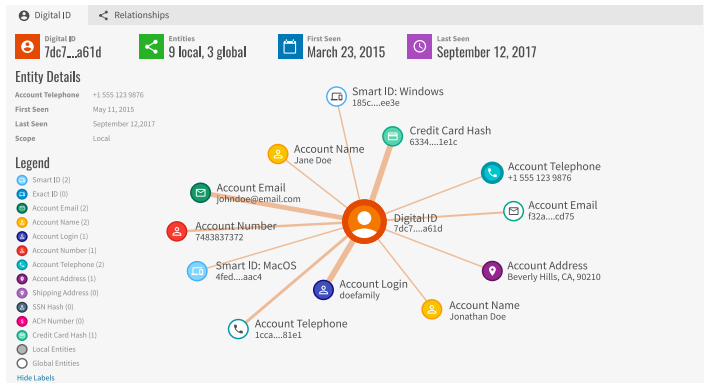 Digital ID
Relationships
Digital ID
7dc7...a61d
Entities
9 local, 3 global
First Seen
March 23, 2015
Last Seen
September 12, 2017
Entity Details
Account Telephone +1 555 123 9876
First Seen May 11, 2015
Last Seen September 12,2017
Scope Local
Legend
Smart ID (2)
Exact ID (0)
Account Email (2)
Account Name (2)
Account Login (1)
Account Number (1)
Account Telephone (2)
Account Address (1)
Shipping Address (0)
SSN Hash (0)
ACH Number (0)
Credit Card Hash (1)
Local Entities
Global Entities
Hide Labels
Smart ID: Windows
185c....ee3e
Credit Card Hash
6334....1e1c
Account Name
Jane Doe
Account Telephone
+1 555 123 9876
Account Email
johndoe@email.com
Account Email
f32a....cd75
Digital ID
7dc7...a61d
Account Number
7483837372
Smart ID: MacOS
4fed....aac4
Account Address
Beverly Hills, CA, 90210
Account Login
doefamily
Account Name
Jonathan Doe
Account Telephone
1cca....81e1